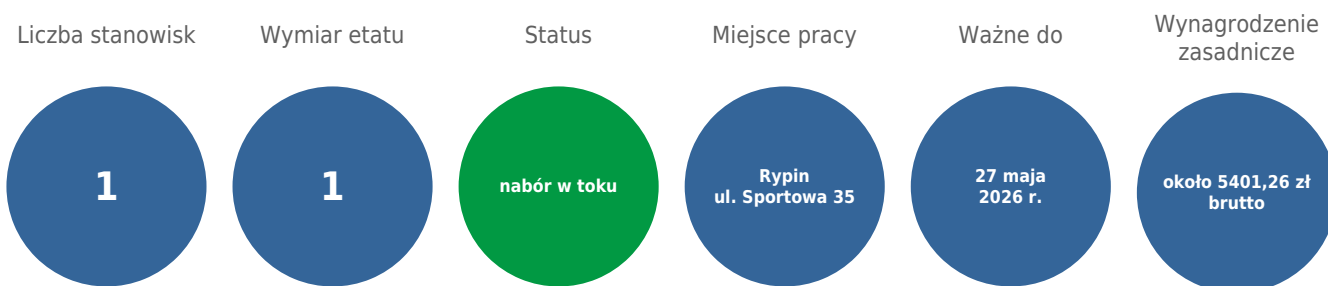 Liczba stanowisk
1
Wymiar etatu
1
Status
nabór w toku
Miejsce pracy
Rypin
ul. Sportowa 35
Ważne do
27 maja
2026 r.
Wynagrodzenie
zasadnicze
około 5401,26 zł
brutto